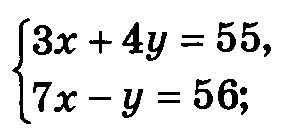 3x + 4y = 55,
7x − y = 56;